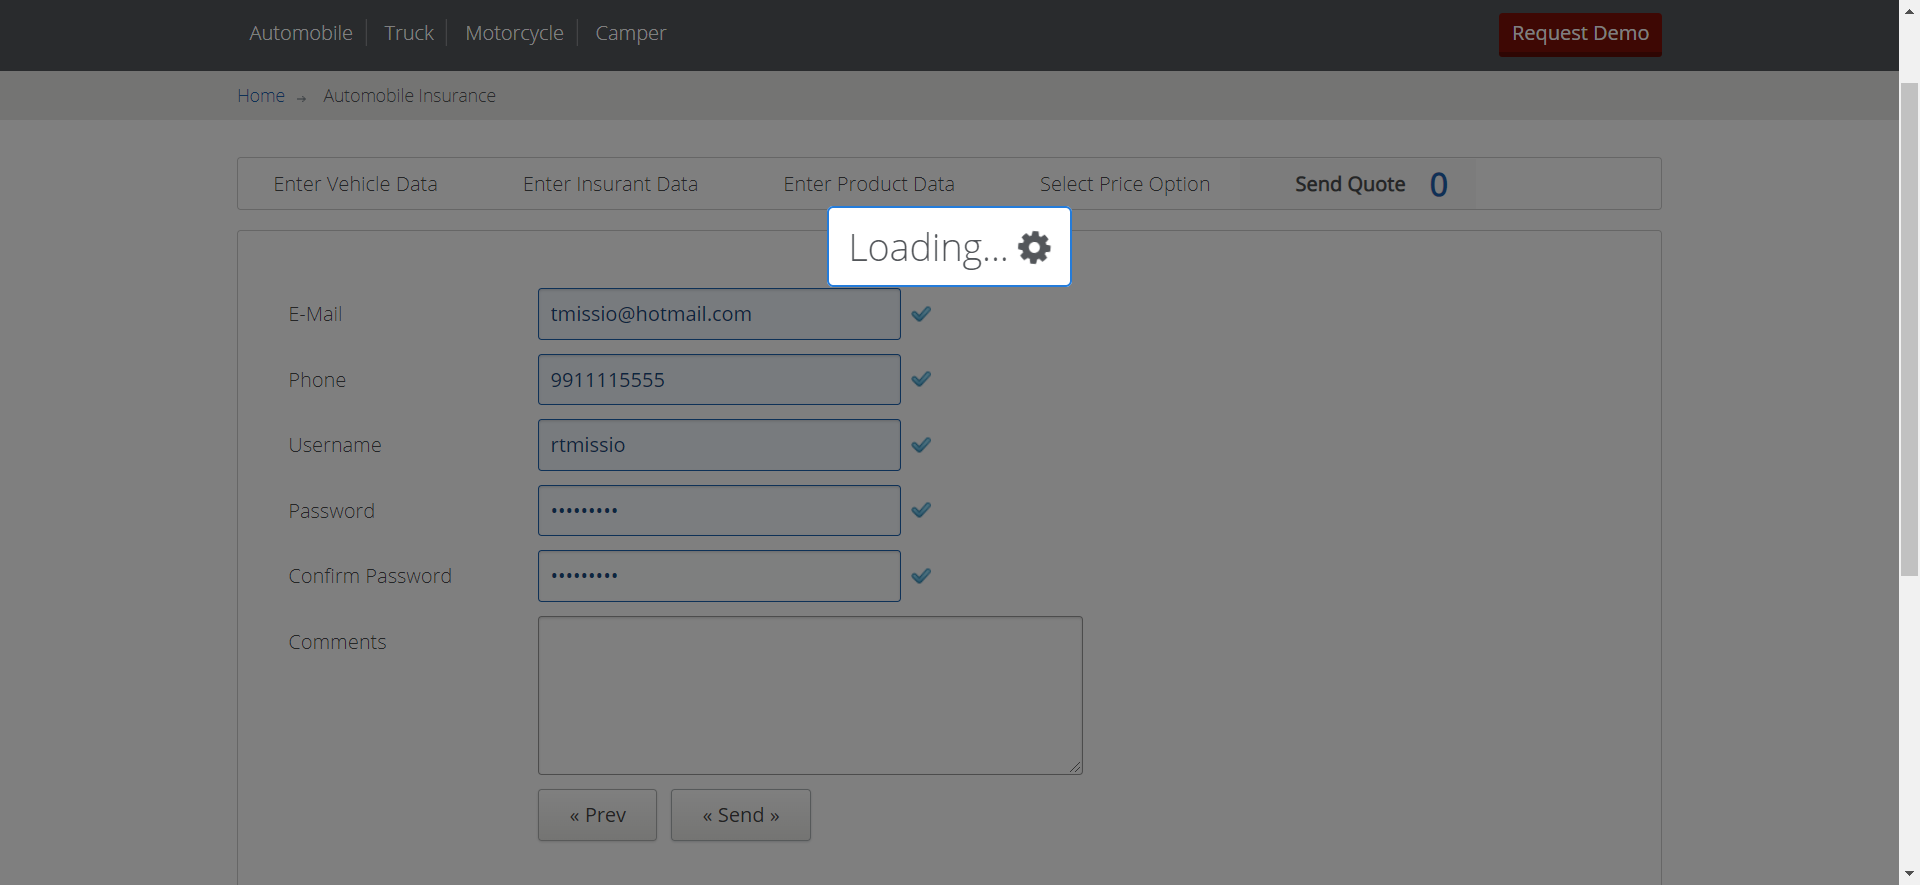 Automobile Truck Motorcycle Camper Request Demo
Home → Automobile Insurance
Enter Vehicle Data Enter Insurant Data Enter Product Data Select Price Option Send Quote 0
Loading...
E-Mail tmissio@hotmail.com
Phone 9911115555
Username rtmissio
Password •••••••••
Confirm Password •••••••••
Comments
« Prev « Send »